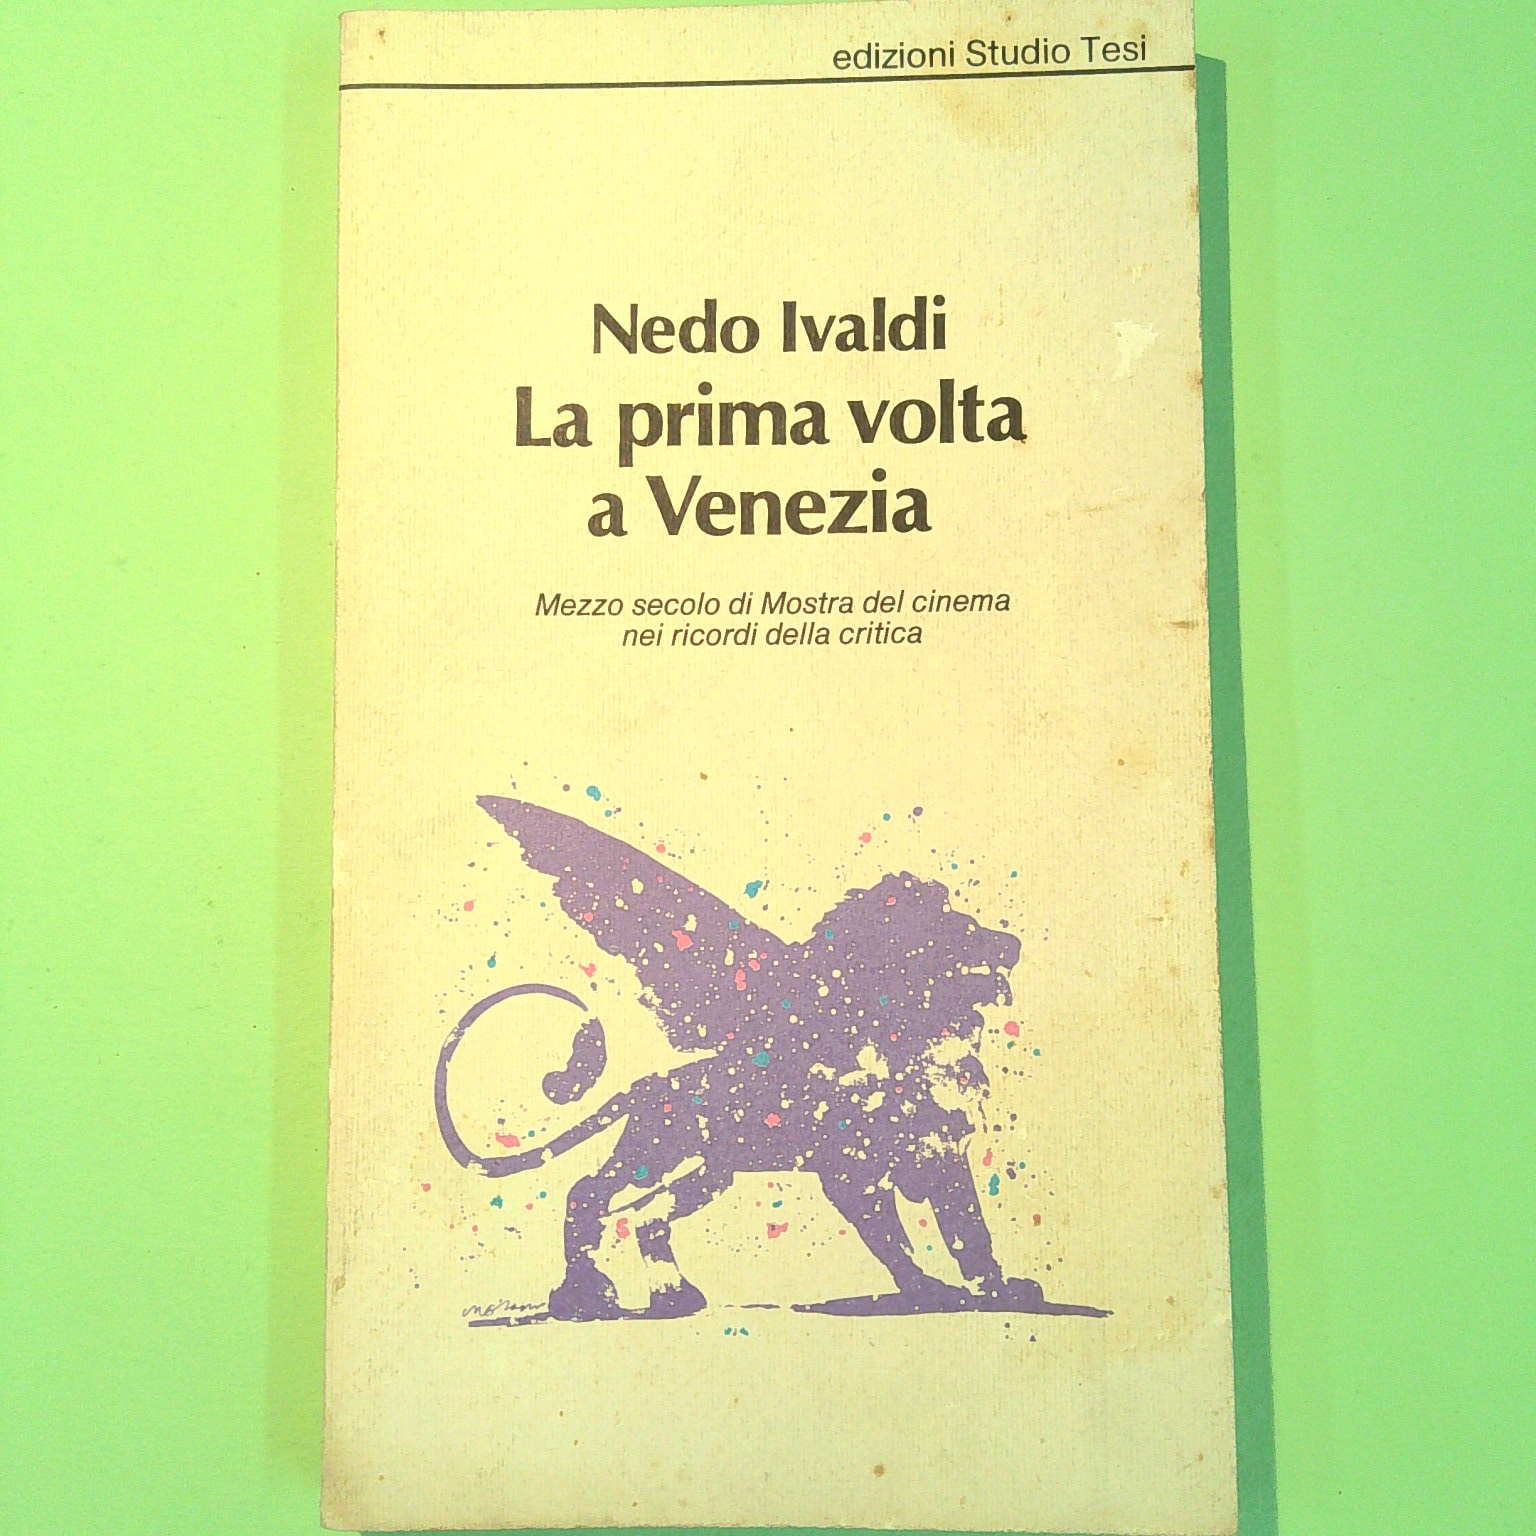 edizioni Studio Tesi
Nedo Ivaldi
La prima volta
a Venezia
Mezzo secolo di Mostra del cinema
nei ricordi della critica